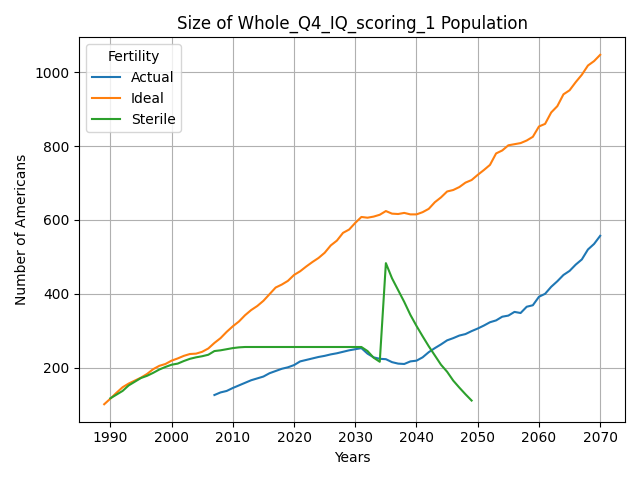 Size of Whole_Q4_IQ_scoring_1 Population
Fertility
Actual
Ideal
Sterile
Number of Americans
1000
800
600
400
200
1990 2000 2010 2020 2030 2040 2050 2060 2070
Years